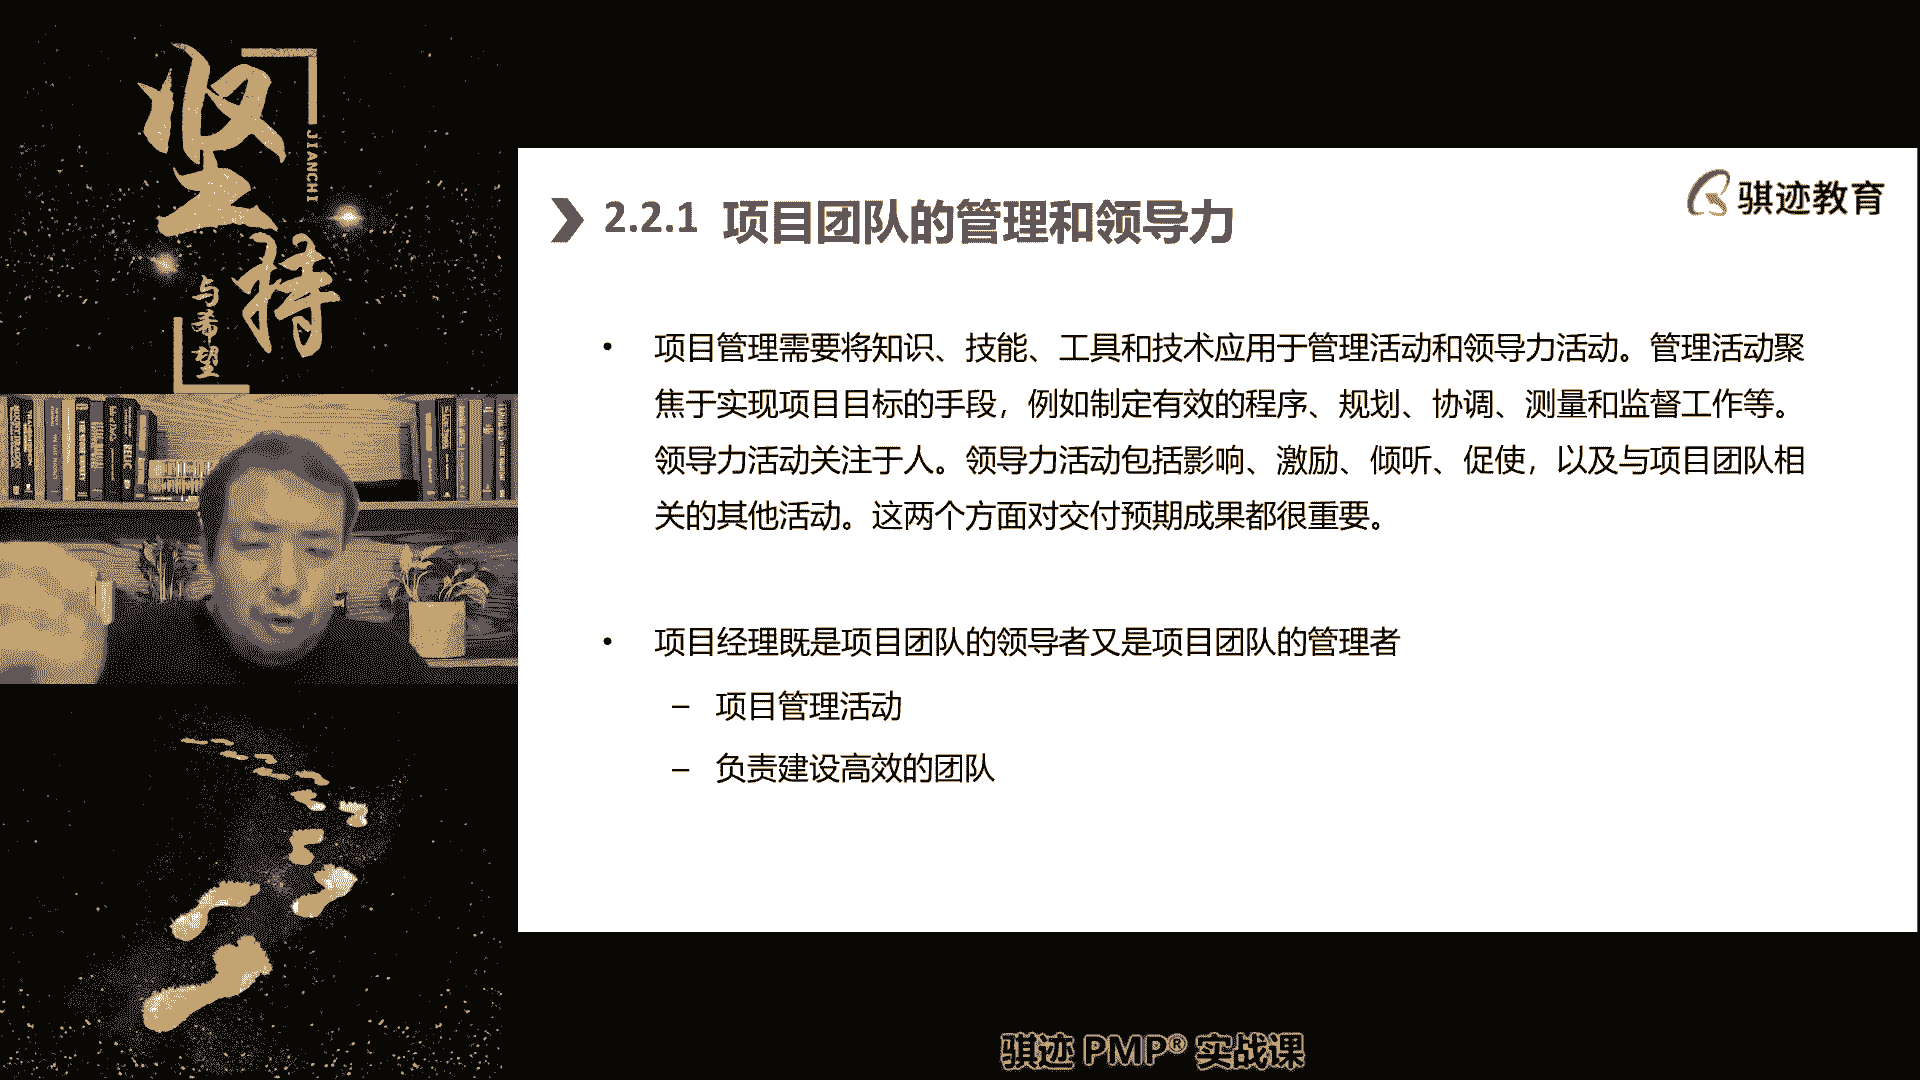 坚持
JIANCHI
与希望
骐迹教育
2.2.1 项目团队的管理和领导力
• 项目管理需要将知识、技能、工具和技术应用于管理活动和领导力活动。管理活动聚
焦于实现项目目标的手段，例如制定有效的程序、规划、协调、测量和监督工作等。
领导力活动关注于人。领导力活动包括影响、激励、倾听、促使，以及与项目团队相
关的其他活动。这两个方面对交付预期成果都很重要。
• 项目经理既是项目团队的领导者又是项目团队的管理者
– 项目管理活动
– 负责建设高效的团队
骐迹 PMP® 实战课